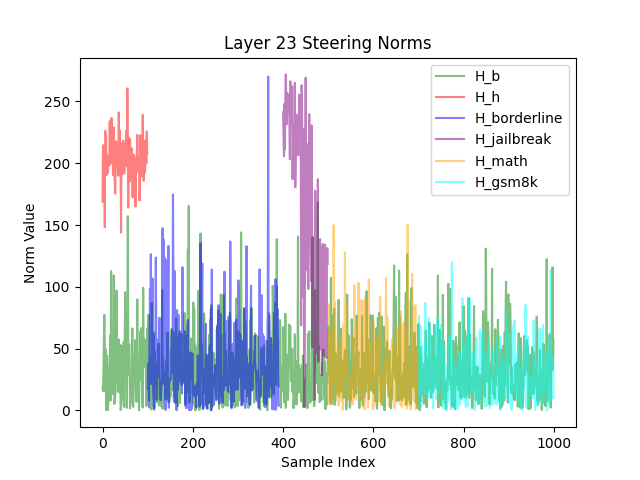 Layer 23 Steering Norms
Norm Value
250
200
150
100
50
0
0
200
400
600
800
1000
Sample Index
H_b
H_h
H_borderline
H_jailbreak
H_math
H_gsm8k